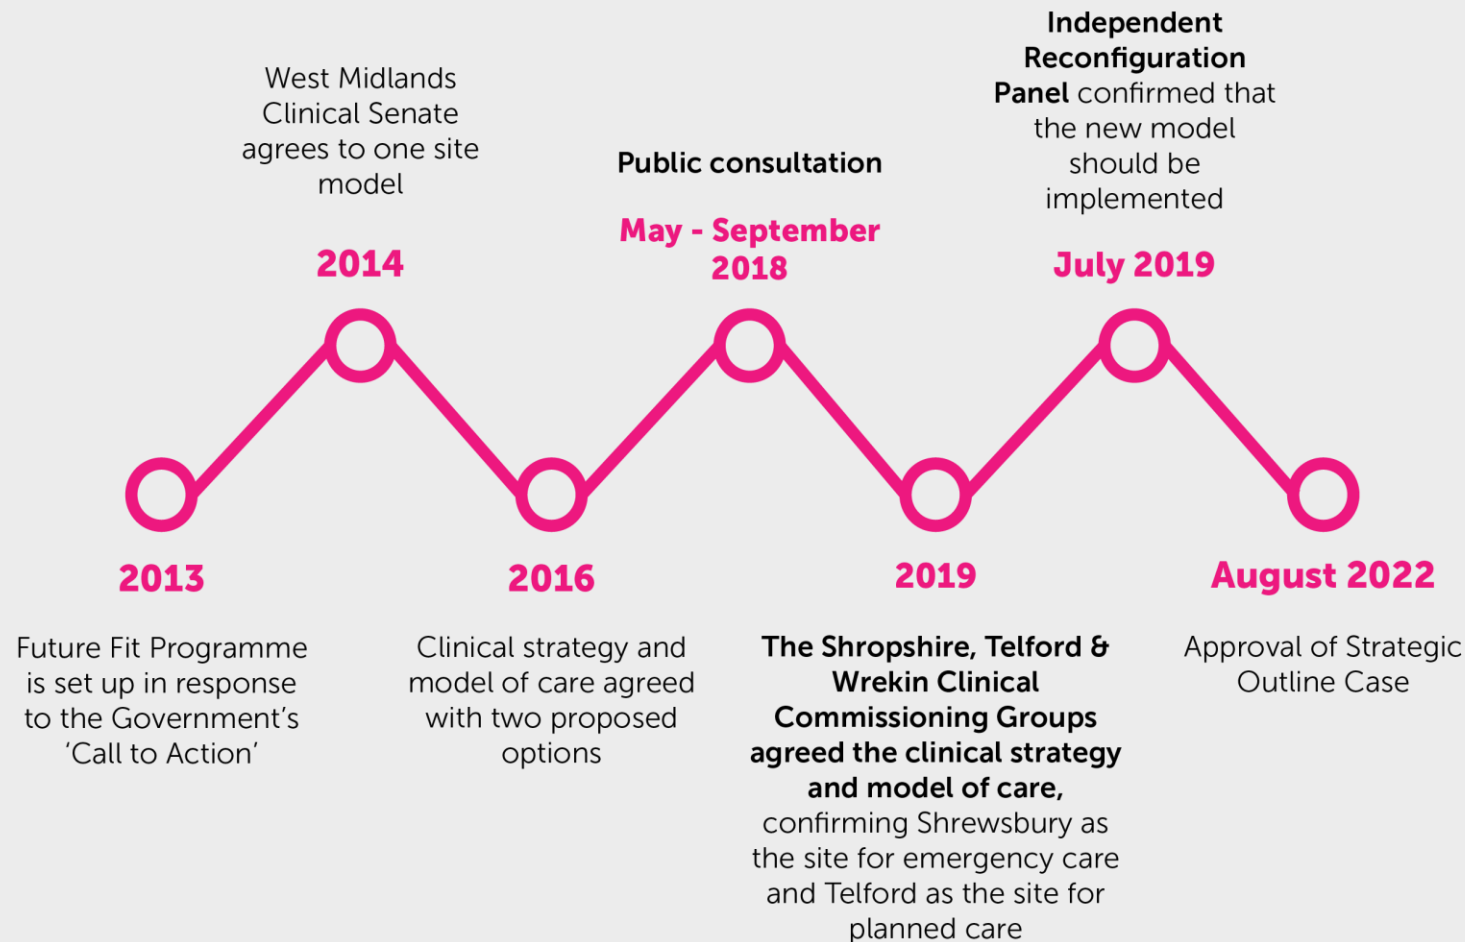 2013
Future Fit Programme
is set up in response
to the Government’s
‘Call to Action’
West Midlands
Clinical Senate
agrees to one site
model
2014
2016
Clinical strategy and
model of care agreed
with two proposed
options
Public consultation
May - September
2018
2019
The Shropshire, Telford &
Wrekin Clinical
Commissioning Groups
agreed the clinical strategy
and model of care,
confirming Shrewsbury as
the site for emergency care
and Telford as the site for
planned care
Independent
Reconfiguration
Panel confirmed that
the new model
should be
implemented
July 2019
August 2022
Approval of Strategic
Outline Case